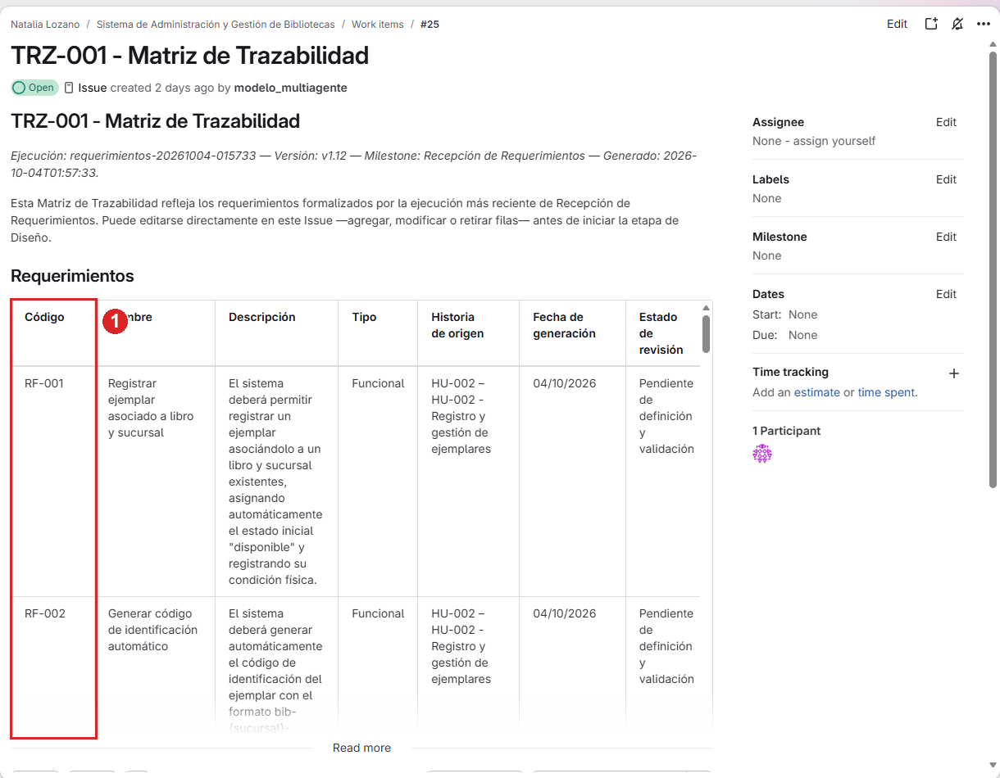 Natalia Lozano / Sistema de Administración y Gestión de Bibliotecas / Work items / #25
Edit
TRZ-001 - Matriz de Trazabilidad
Open Issue created 2 days ago by modelo_multiagente
TRZ-001 - Matriz de Trazabilidad
Ejecución: requerimientos-20261004-015733 — Versión: v1.12 — Milestone: Recepción de Requerimientos — Generado: 2026-
10-04T01:57:33.
Esta Matriz de Trazabilidad refleja los requerimientos formalizados por la ejecución más reciente de Recepción de
Requerimientos. Puede editarse directamente en este Issue —agregar, modificar o retirar filas— antes de iniciar la etapa de
Diseño.
Requerimientos
Código
1
mbre
Descripción
Tipo
Historia
de origen
Fecha de
generación
Estado
de
revisión
RF-001
Registrar
ejemplar
asociado a libro
y sucursal
El sistema
deberá permitir
registrar un
ejemplar
asociándolo a un
libro y sucursal
existentes,
asignando
automáticamente
el estado inicial
"disponible" y
registrando su
condición física.
Funcional
HU-002 –
HU-002 -
Registro y
gestión de
ejemplares
04/10/2026
Pendiente
de
definición
y
validación
RF-002
Generar código
de identificación
automático
El sistema
deberá generar
automáticamente
el código de
identificación del
ejemplar con el
formato bib-
{sucursal}-
Funcional
HU-002 –
HU-002 -
Registro y
gestión de
ejemplares
04/10/2026
Pendiente
de
definición
y
validación
Read more
Assignee Edit
None - assign yourself
Labels Edit
None
Milestone Edit
None
Dates Edit
Start: None
Due: None
Time tracking
Add an estimate or time spent.
1 Participant